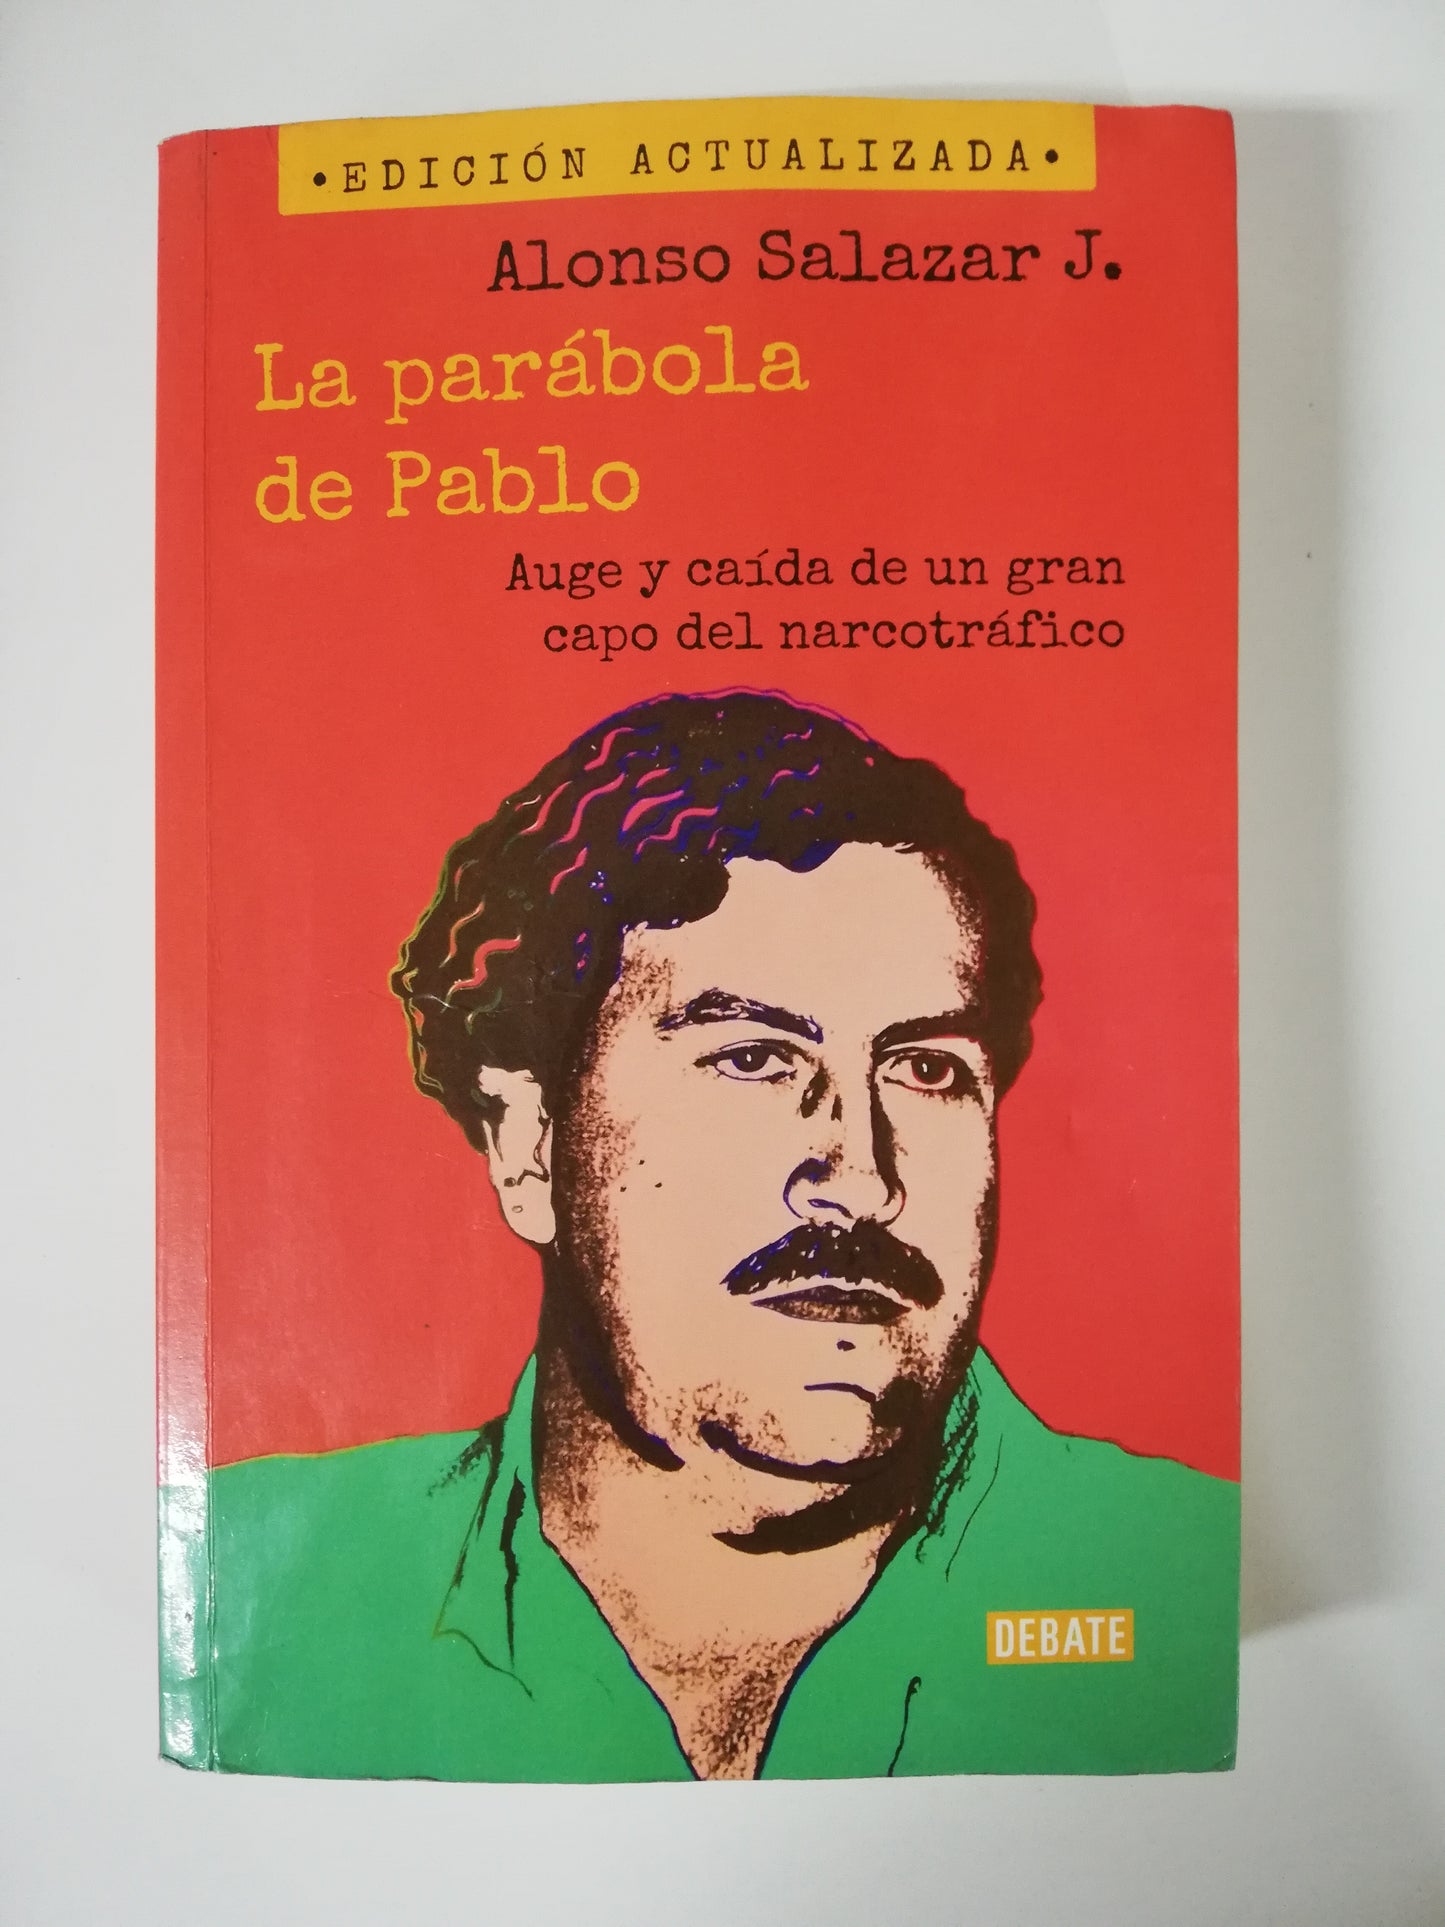 • EDICIÓN ACTUALIZADA •
Alonso Salazar J.
La parábola
de Pablo
Auge y caída de un gran
capo del narcotráfico
DEBATE